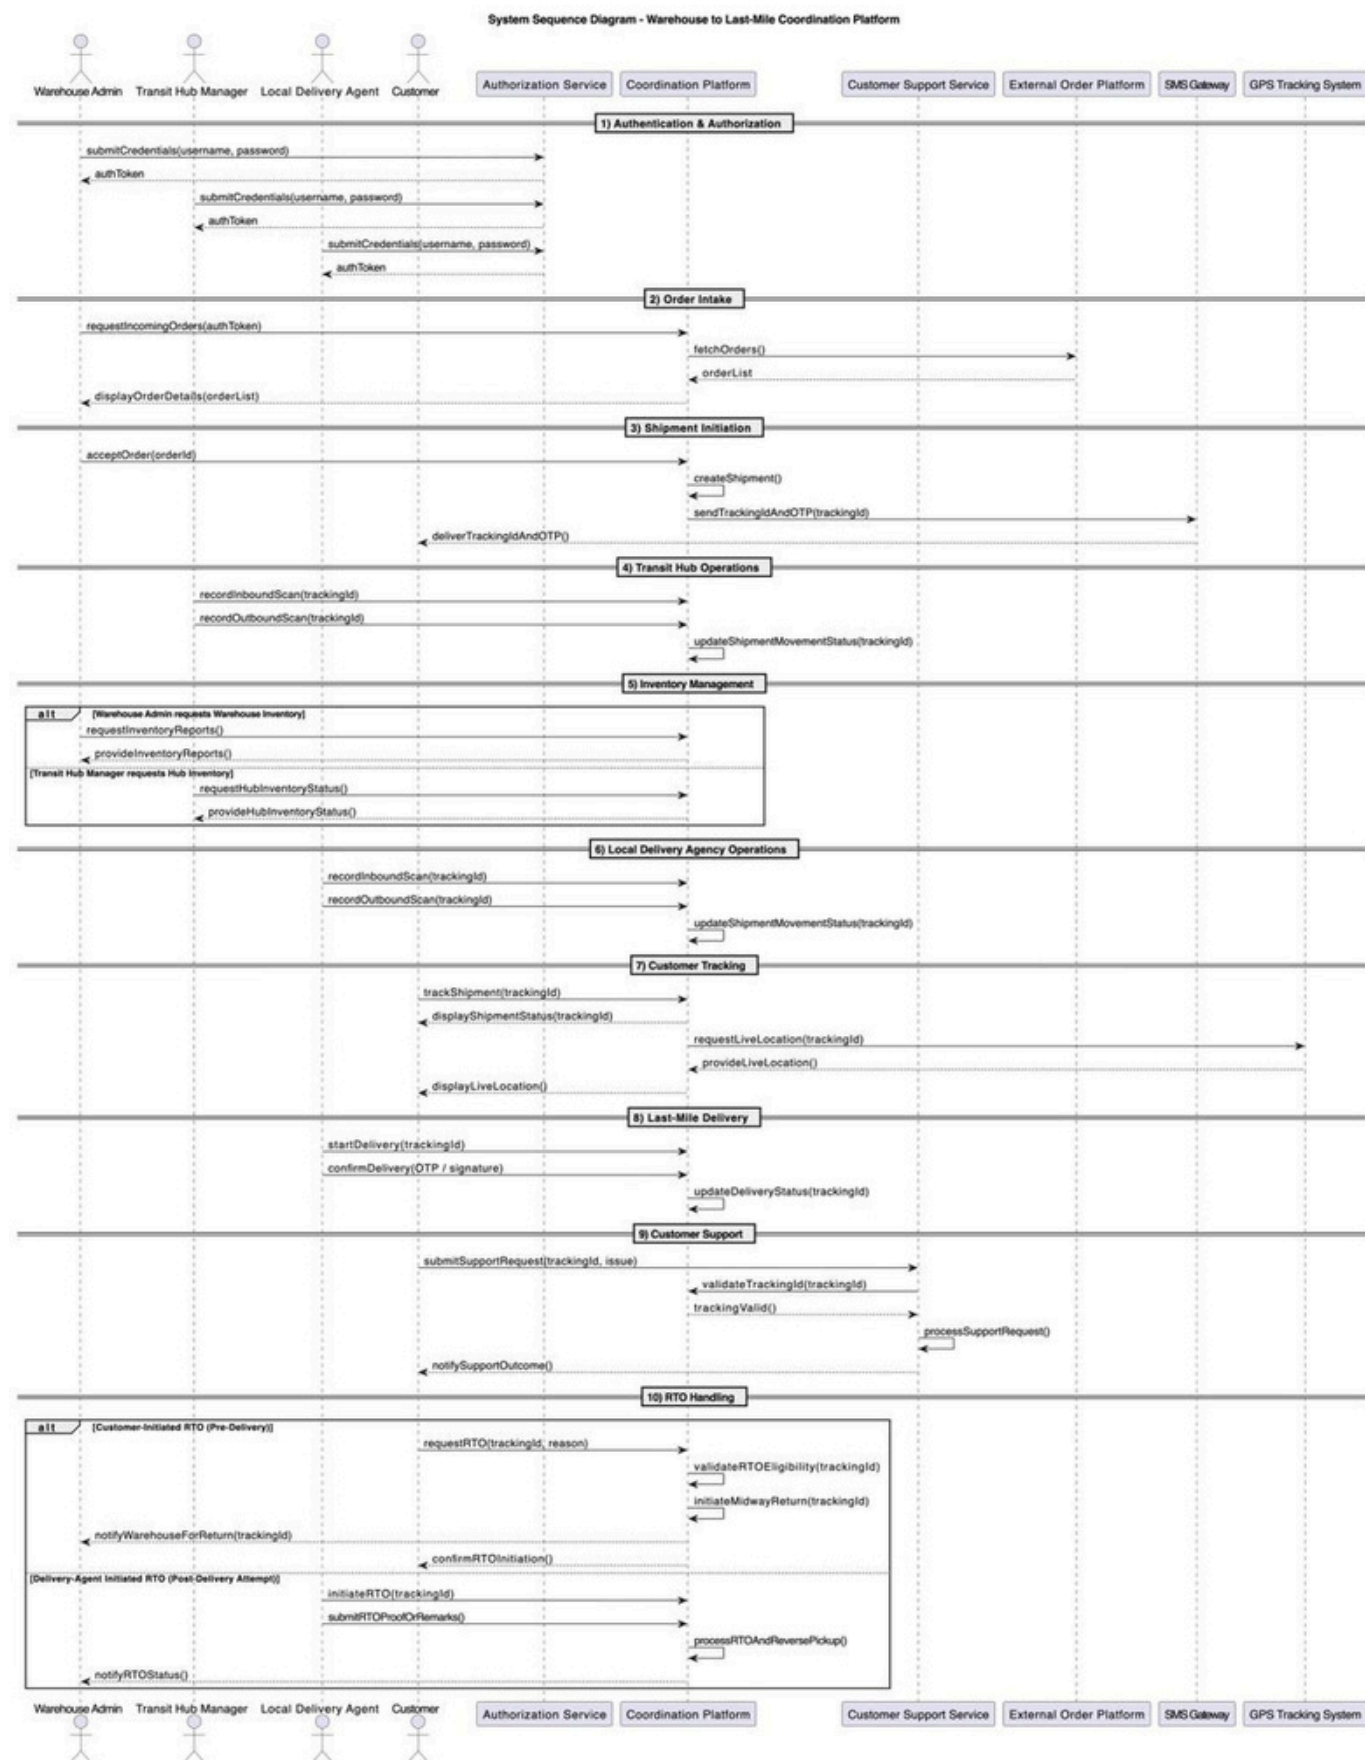 System Sequence Diagram - Warehouse to Last-Mile Coordination Platform
Warehouse Admin
Transit Hub Manager
Local Delivery Agent
Customer
Authorization Service
Coordination Platform
Customer Support Service
External Order Platform
SMS Gateway
GPS Tracking System
1) Authentication & Authorization
submitCredentials(username, password)
authToken
submitCredentials(username, password)
authToken
submitCredentials(username, password)
authToken
2) Order Intake
requestIncomingOrders(authToken)
fetchOrders()
orderList
displayOrderDetails(orderList)
3) Shipment Initiation
acceptOrder(orderId)
createShipment()
sendTrackingIdAndOTP(trackingId)
deliverTrackingIdAndOTP()
4) Transit Hub Operations
recordInboundScan(trackingId)
recordOutboundScan(trackingId)
updateShipmentMovementStatus(trackingId)
5) Inventory Management
alt
[Warehouse Admin requests Warehouse Inventory]
requestInventoryReports()
provideInventoryReports()
[Transit Hub Manager requests Hub Inventory]
requestHubInventoryStatus()
provideHubInventoryStatus()
6) Local Delivery Agency Operations
recordInboundScan(trackingId)
recordOutboundScan(trackingId)
updateShipmentMovementStatus(trackingId)
7) Customer Tracking
trackShipment(trackingId)
displayShipmentStatus(trackingId)
requestLiveLocation(trackingId)
provideLiveLocation()
displayLiveLocation()
8) Last-Mile Delivery
startDelivery(trackingId)
confirmDelivery(OTP / signature)
updateDeliveryStatus(trackingId)
9) Customer Support
submitSupportRequest(trackingId, issue)
validateTrackingId(trackingId)
trackingValid()
processSupportRequest()
notifySupportOutcome()
10) RTO Handling
alt
[Customer-Initiated RTO (Pre-Delivery)]
requestRTO(trackingId, reason)
validateRTOEligibility(trackingId)
initiateMidwayReturn(trackingId)
notifyWarehouseForReturn(trackingId)
confirmRTOInitiation()
[Delivery-Agent Initiated RTO (Post-Delivery Attempt)]
initiateRTO(trackingId)
submitRTOProofOrRemarks()
processRTOAndReversePickup()
notifyRTOStatus()
Warehouse Admin
Transit Hub Manager
Local Delivery Agent
Customer
Authorization Service
Coordination Platform
Customer Support Service
External Order Platform
SMS Gateway
GPS Tracking System